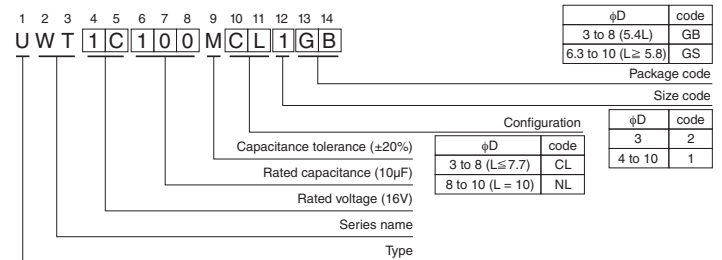 1 2 3 4 5 6 7 8 9 10 11 12 13 14
U W T 1 C 1 0 0 M C L 1 G B
ϕD code
3 to 8 (5.4L) GB
6.3 to 10 (L≧ 5.8) GS
Package code
Size code
Configuration
ϕD code
3 2
4 to 10 1
Capacitance tolerance (±20%)
ϕD code
3 to 8 (L≦7.7) CL
8 to 10 (L = 10) NL
Rated capacitance (10µF)
Rated voltage (16V)
Series name
Type